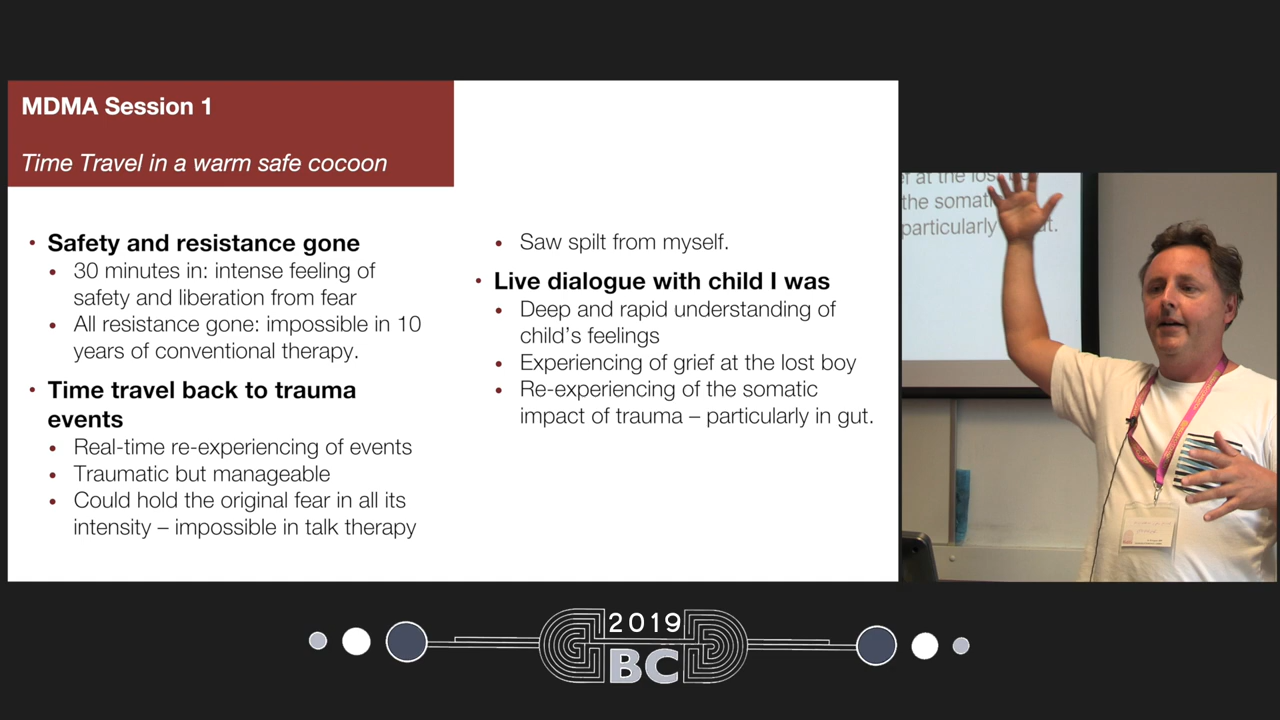 MDMA Session 1
Time Travel in a warm safe cocoon
• Safety and resistance gone
• 30 minutes in: intense feeling of
safety and liberation from fear
• All resistance gone: impossible in 10
years of conventional therapy.
• Time travel back to trauma
events
• Real-time re-experiencing of events
• Traumatic but manageable
• Could hold the original fear in all its
intensity – impossible in talk therapy
• Saw spilt from myself.
• Live dialogue with child I was
• Deep and rapid understanding of
child’s feelings
• Experiencing of grief at the lost boy
• Re-experiencing of the somatic
impact of trauma – particularly in gut.
at the
the somati
particularly
2019
BC